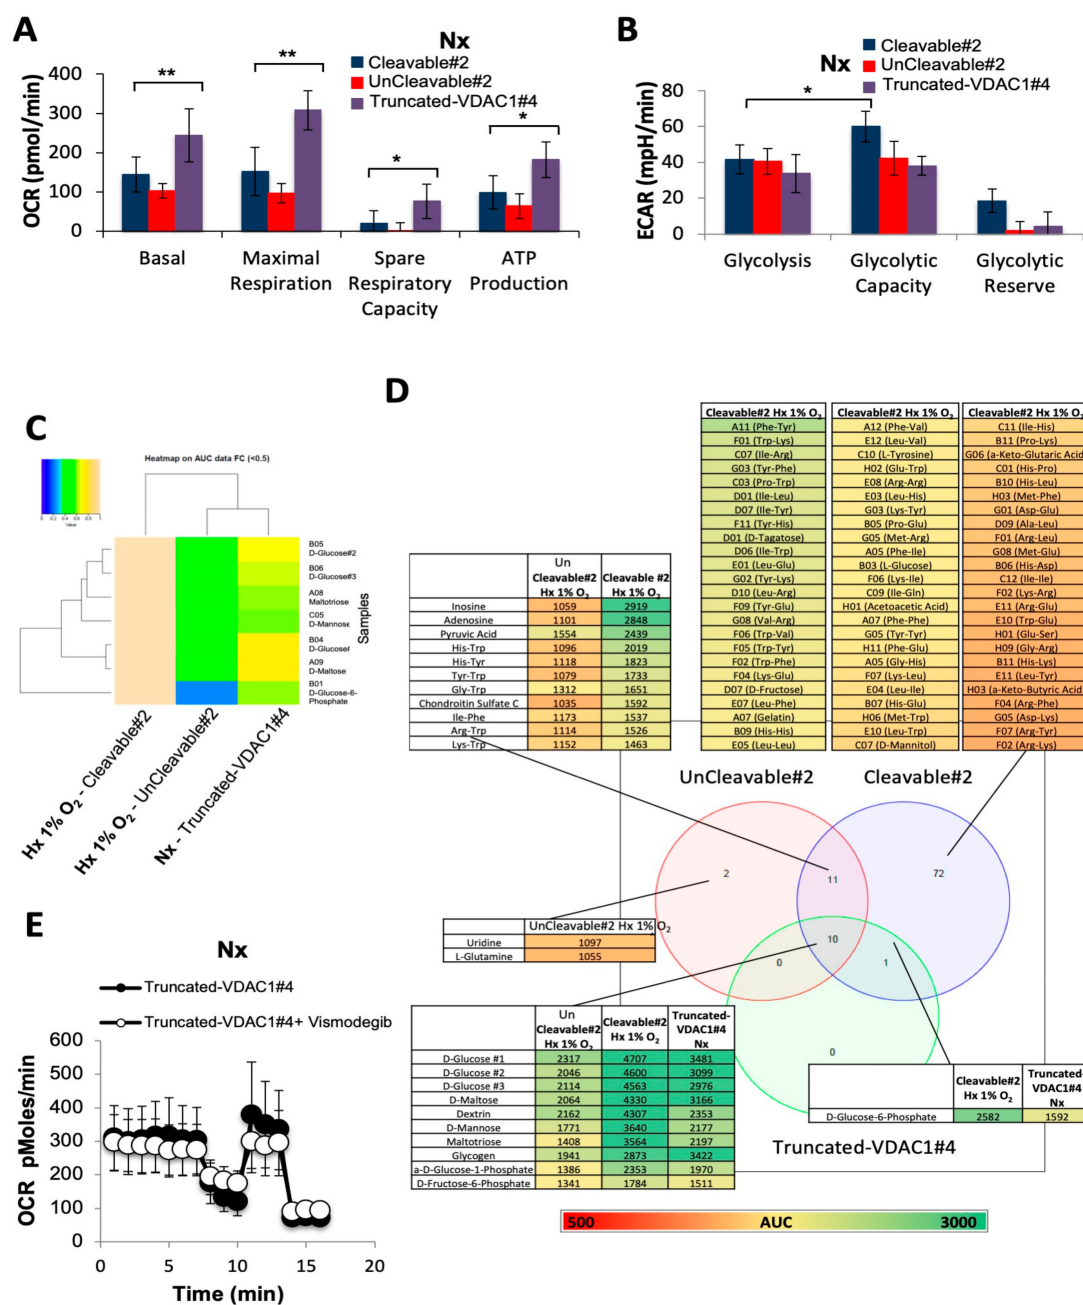 A
Nx
Cleavable#2
UnCleavable#2
Truncated-VDAC1#4
OCR (pmol/min)
400
300
200
100
0
**
**
*
*
Basal
Maximal
Respiration
Spare
Respiratory
Capacity
ATP
Production
B
Nx
Cleavable#2
UnCleavable#2
Truncated-VDAC1#4
ECAR (mpH/min)
80
60
40
20
0
*
Glycolysis
Glycolytic
Capacity
Glycolytic
Reserve
C
Heatmap on AUC data FC (<0.5)
0 0.2 0.4 0.6 0.8 1
Value
B05
D-Glucose#2
B06
D-Glucose#3
A08
Maltotriose
C05
D-Mannose
B04
D-Glucose#
A09
D-Maltose
B01
D-Glucose-6-
Phosphate
Samples
Hx 1% O2 - Cleavable#2
Hx 1% O2 - UnCleavable#2
Nx - Truncated-VDAC1#4
D
Cleavable#2 Hx 1% O2
A11 (Phe-Tyr)
F01 (Trp-Lys)
C07 (Ile-Arg)
G03 (Tyr-Phe)
C03 (Pro-Trp)
D01 (Ile-Leu)
D07 (Ile-Tyr)
F11 (Tyr-His)
D01 (D-Tagatose)
D06 (Ile-Trp)
E01 (Leu-Glu)
G02 (Tyr-Lys)
D10 (Leu-Arg)
F09 (Tyr-Glu)
G08 (Val-Arg)
F06 (Trp-Val)
F05 (Trp-Tyr)
F02 (Trp-Phe)
F04 (Lys-Glu)
D07 (D-Fructose)
E07 (Leu-Phe)
A07 (Gelatin)
B09 (His-His)
E05 (Leu-Leu)
Cleavable#2 Hx 1% O2
A12 (Phe-Val)
E12 (Leu-Val)
C10 (L-Tyrosine)
H02 (Glu-Trp)
E08 (Arg-Arg)
E03 (Leu-His)
G03 (Lys-Tyr)
B05 (Pro-Glu)
G05 (Met-Arg)
A05 (Phe-Ile)
B03 (L-Glucose)
F06 (Lys-Ile)
C09 (Ile-Gln)
H01 (Acetoacetic Acid)
A07 (Phe-Phe)
G05 (Tyr-Tyr)
H11 (Phe-Glu)
A05 (Gly-His)
F07 (Lys-Leu)
E04 (Leu-Ile)
B07 (His-Glu)
H06 (Met-Trp)
E10 (Leu-Trp)
C07 (D-Mannitol)
Cleavable#2 Hx 1% O2
C11 (Ile-His)
B11 (Pro-Lys)
G06 (a-Keto-Glutaric Acid
C01 (His-Pro)
B10 (His-Leu)
H03 (Met-Phe)
G01 (Asp-Glu)
D09 (Ala-Leu)
F01 (Arg-Leu)
G08 (Met-Glu)
B06 (His-Asp)
C12 (Ile-Ile)
F02 (Lys-Arg)
E11 (Arg-Glu)
E10 (Trp-Glu)
H01 (Glu-Ser)
H09 (Gly-Arg)
B11 (His-Lys)
E11 (Leu-Tyr)
H03 (a-Keto-Butyric Acid
F04 (Arg-Phe)
G05 (Asp-Lys)
F07 (Arg-Tyr)
F02 (Arg-Lys)
Un
Cleavable#2 Cleavable #2
Hx 1% O2 Hx 1% O2
Inosine 1059 2919
Adenosine 1101 2848
Pyruvic Acid 1554 2439
His-Trp 1096 2019
His-Tyr 1118 1823
Tyr-Trp 1079 1733
Gly-Trp 1312 1651
Chondroitin Sulfate C 1035 1592
Ile-Phe 1173 1537
Arg-Trp 1114 1526
Lys-Trp 1152 1463
UnCleavable#2
Cleavable#2
2
11
72
10
0
1
0
Truncated-VDAC1#4
UnCleavable#2 Hx 1% O2
Uridine 1097
L-Glutamine 1055
Un
Cleavable#2
Hx 1% O2
Cleavable#2
Hx 1% O2
Truncated-
VDAC1#4
Nx
D-Glucose #1 2317 4707 3481
D-Glucose #2 2046 4600 3099
D-Glucose #3 2114 4563 2976
D-Maltose 2064 4330 3166
Dextrin 2162 4307 2353
D-Mannose 1771 3640 2177
Maltotriose 1408 3564 2197
Glycogen 1941 2873 3422
a-D-Glucose-1-Phosphate 1386 2353 1970
D-Fructose-6-Phosphate 1341 1784 1511
Cleavable#2
Hx 1% O2
Truncated-
VDAC1#4
Nx
D-Glucose-6-Phosphate 2582 1592
500 AUC 3000
E
Nx
Truncated-VDAC1#4
Truncated-VDAC1#4+ Vismodegib
OCR pMoles/min
600
500
400
300
200
100
0
0 5 10 15 20
Time (min)